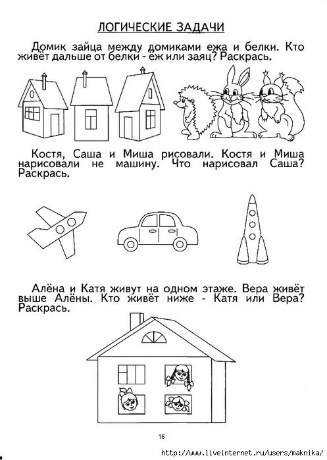 ЛОГИЧЕСКИЕ ЗАДАЧИ
Домик зайца между домиками ежа и белки. Кто
живёт дальше от белки - ёж или заяц? Раскрась.
Костя, Саша и Миша рисовали. Костя и Миша
нарисовали не машину. Что нарисовал Саша?
Раскрась.
Алёна и Катя живут на одном этаже. Вера живёт
выше Алёны. Кто живёт ниже - Катя или Вера?
Раскрась.
16
http://www.liveinternet.ru/users/maknika/